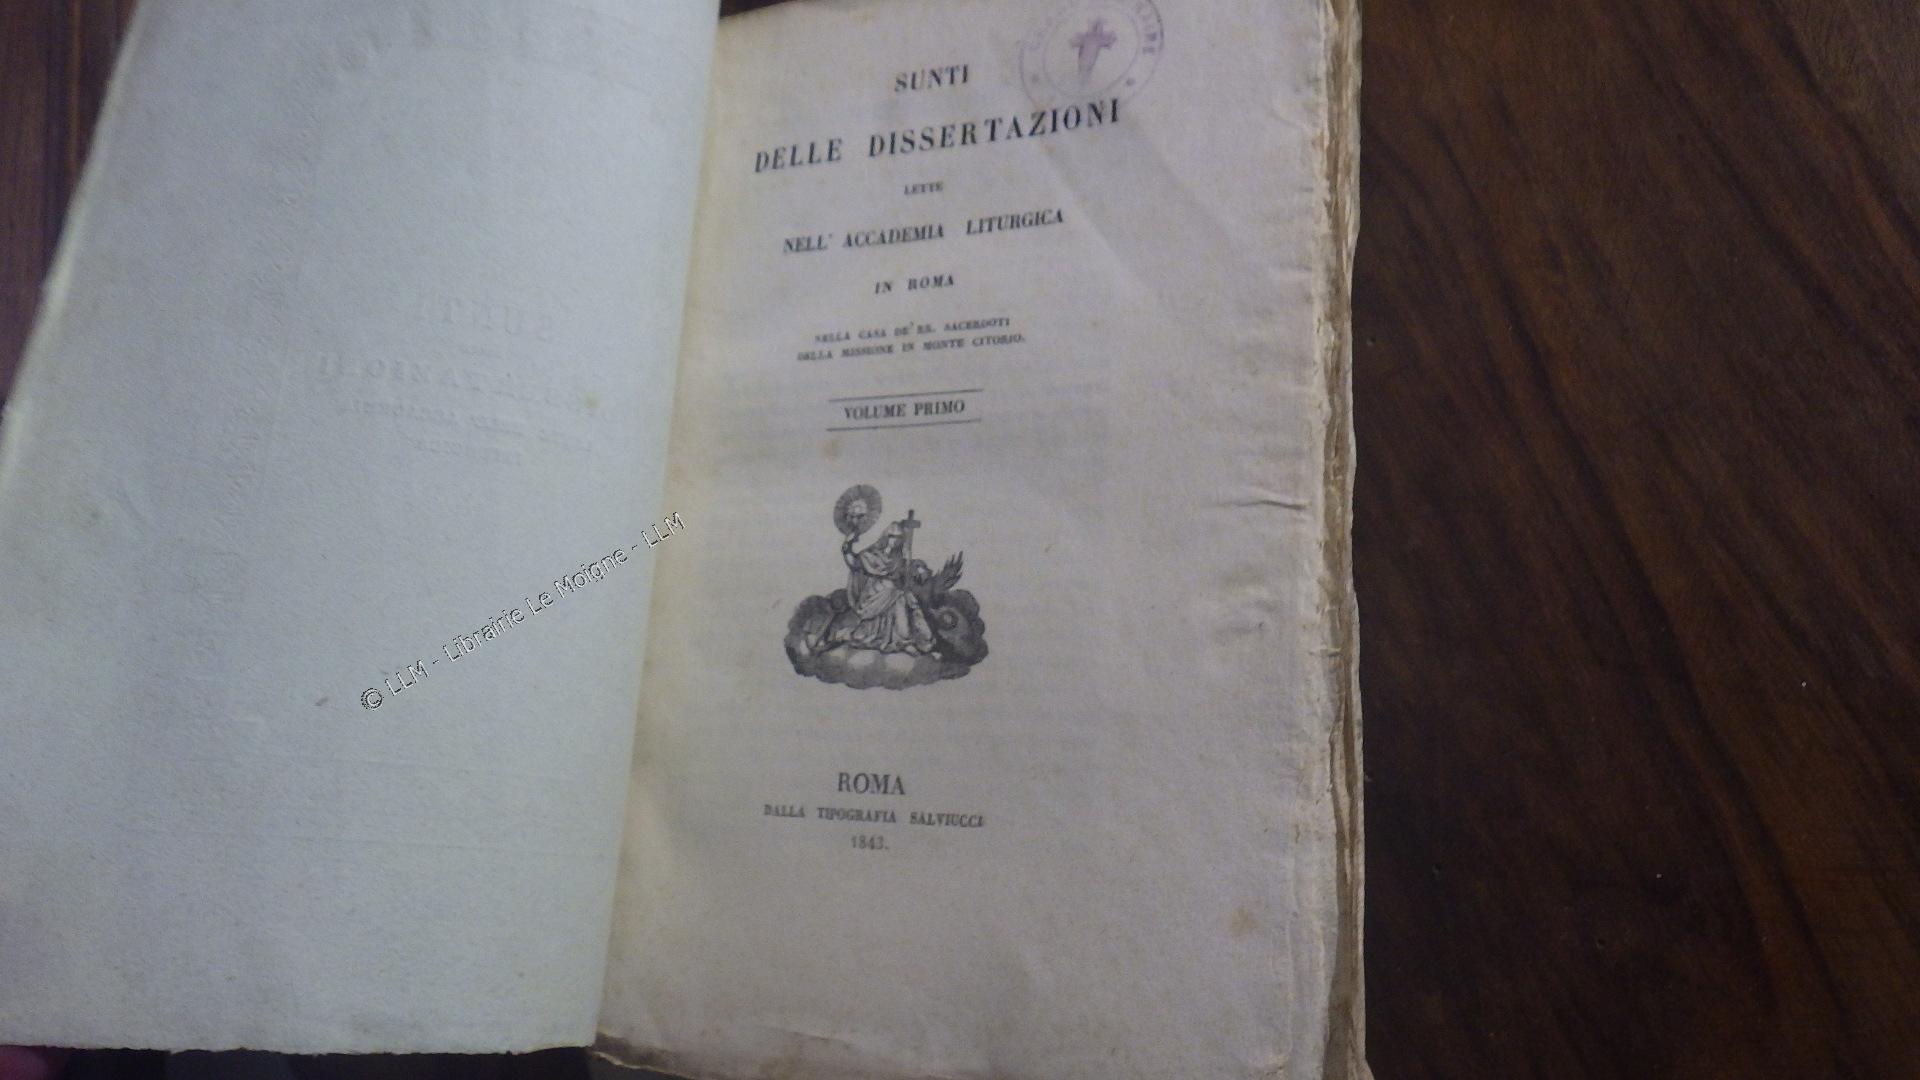 SUNTI
DELLE DISSERTAZIONI
LETTE
NELL' ACCADEMIA LITURGICA
IN ROMA
NELLA CASA DE' RR. SACERDOTI
DELLA MISSIONE IN MONTE CITORIO.
VOLUME PRIMO
© LLM - Librairie Le Moigne - LLM
ROMA
DALLA TIPOGRAFIA SALVIUCCI
1843.